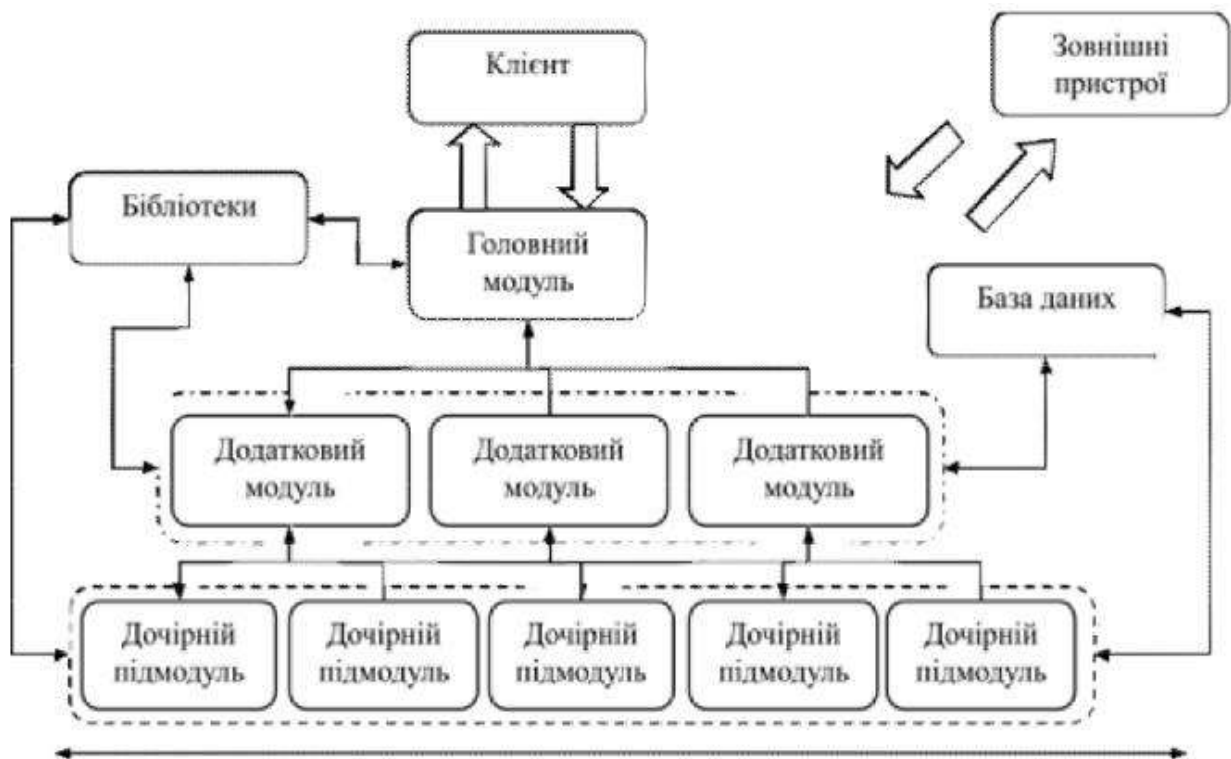 Клієнт
Зовнішні
пристрої
Бібліотеки
Головний
модуль
База даних
Додатковий
модуль
Додатковий
модуль
Додатковий
модуль
Дочірній
підмодуль
Дочірній
підмодуль
Дочірній
підмодуль
Дочірній
підмодуль
Дочірній
підмодуль